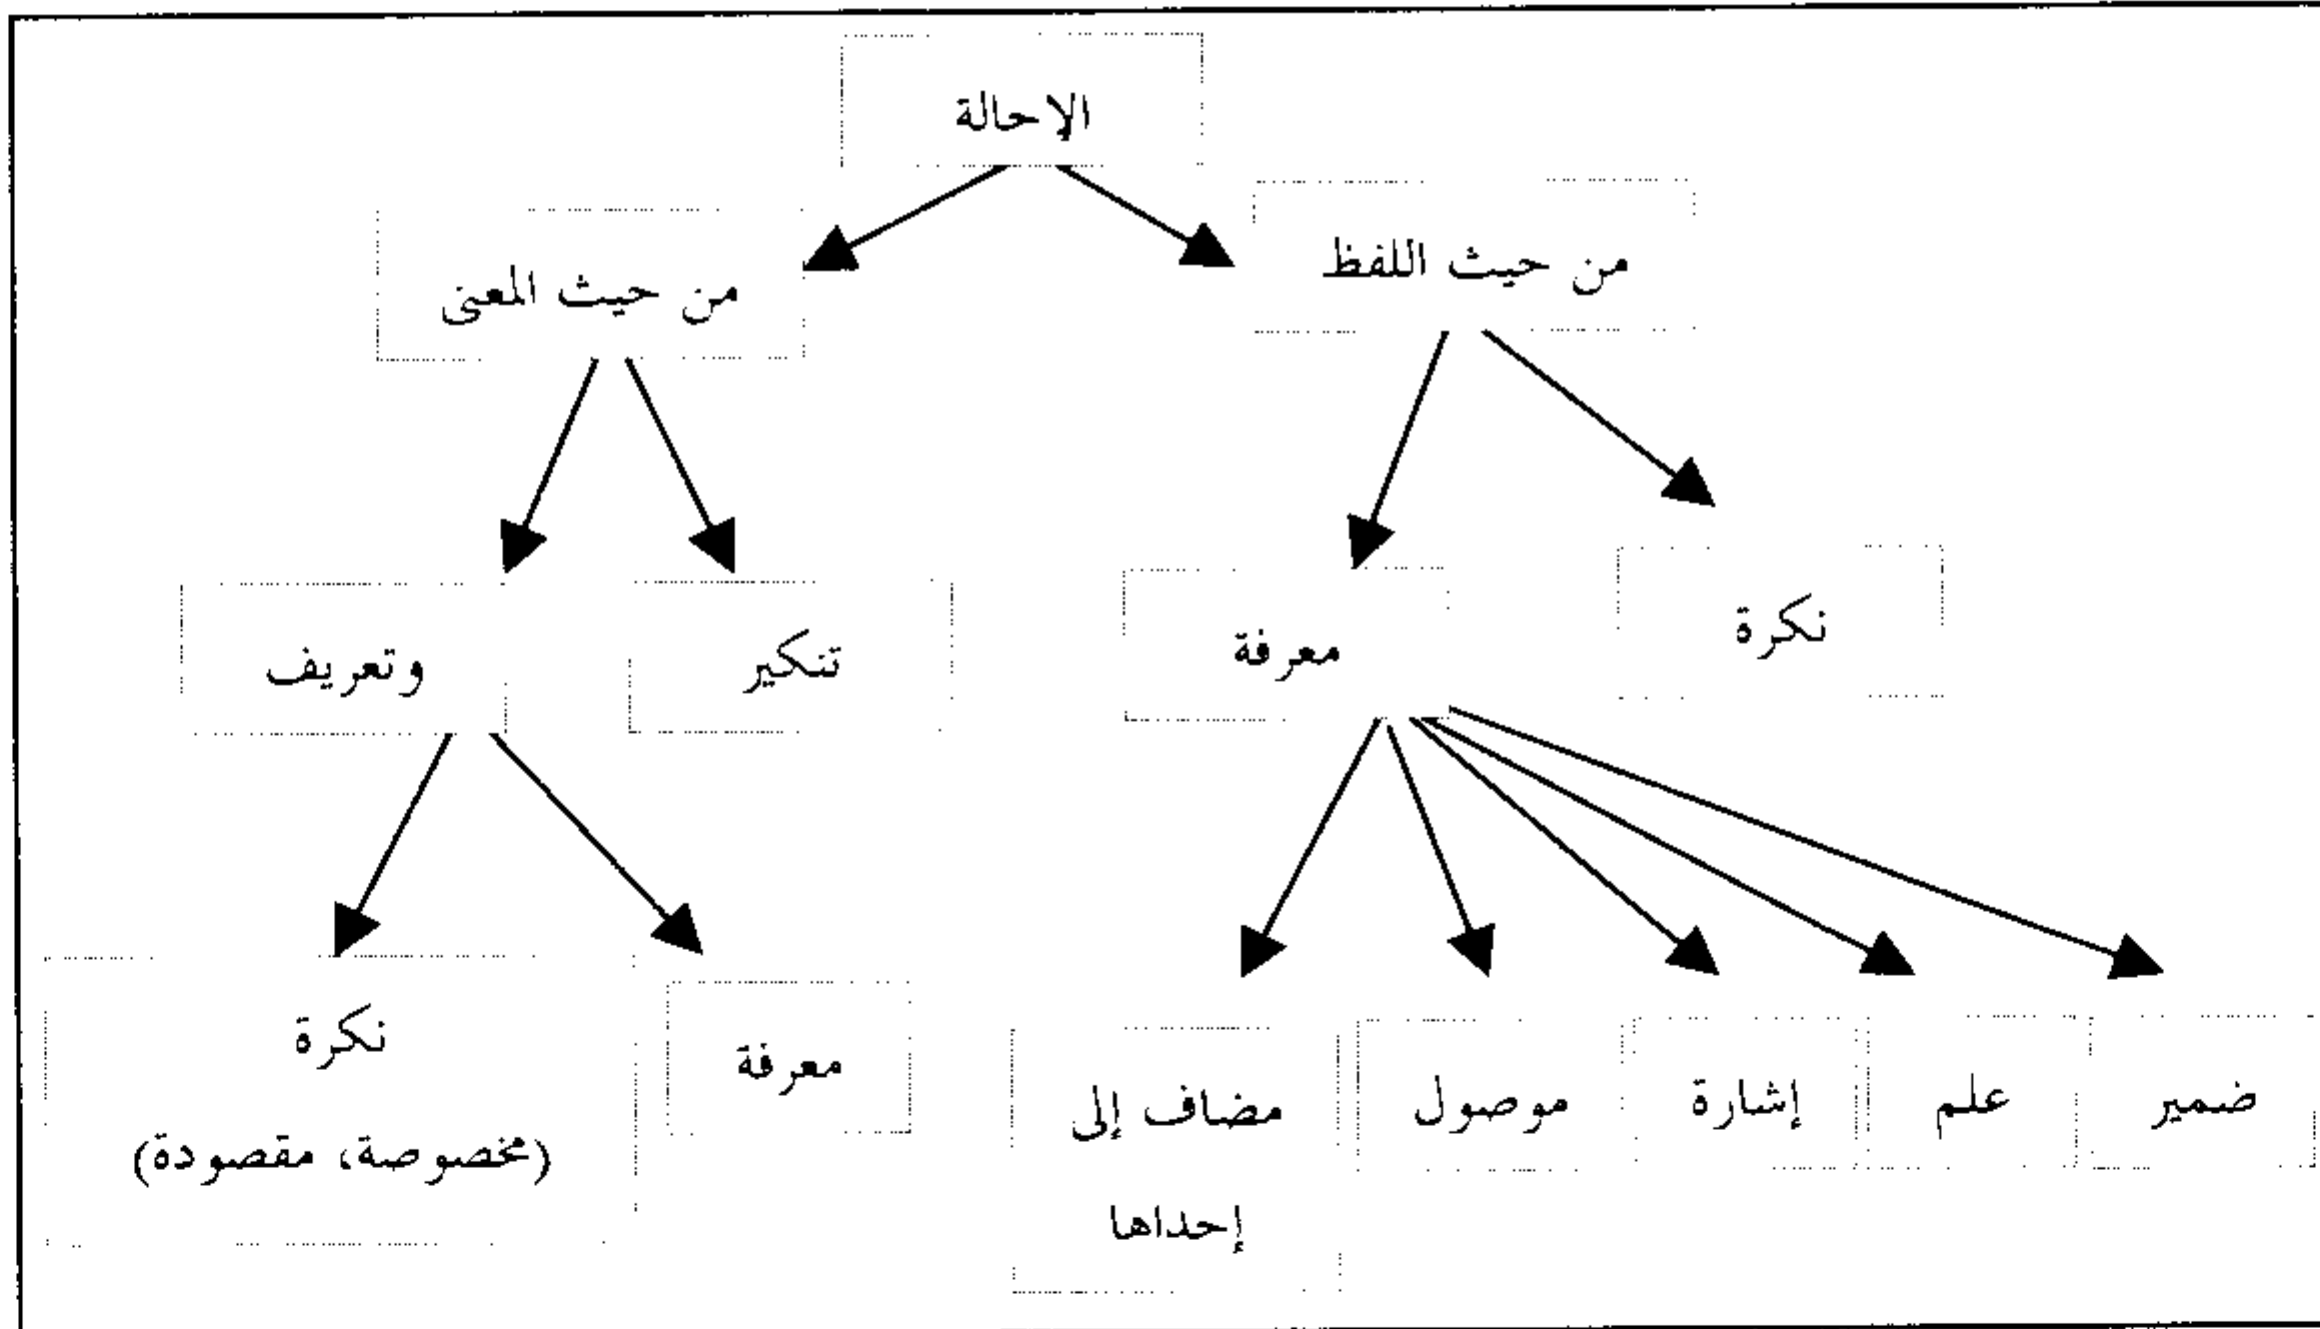 الإحالة
من حيث اللفظ
من حيث المعنى
نكرة
معرفة
تنكير
وتعريف
ضمير
علم
إشارة
موصول
مضاف إلى
إحداها
معرفة
نكرة
(مخصوصة، مقصودة)